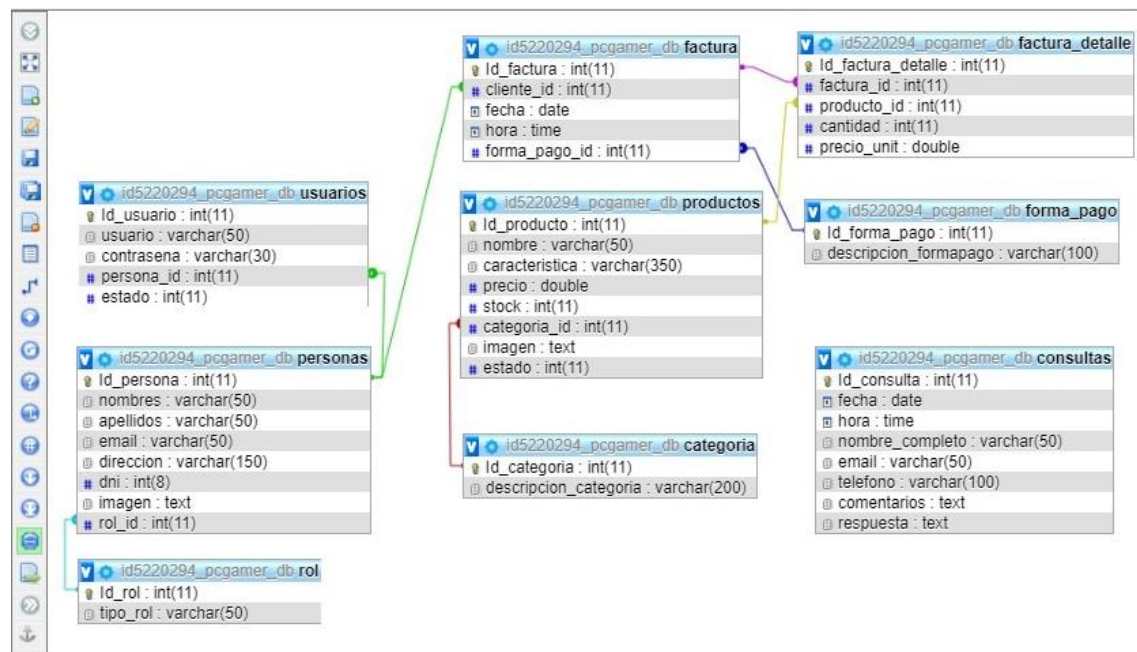 id5220294_pcgamer_db usuarios
Id_usuario : int(11)
usuario : varchar(50)
contrasena : varchar(30)
persona_id : int(11)
estado : int(11)
id5220294_pcgamer_db personas
Id_persona : int(11)
nombres : varchar(50)
apellidos : varchar(50)
email : varchar(50)
direccion : varchar(150)
dni : int(8)
imagen : text
rol_id : int(11)
id5220294_pcgamer_db rol
Id_rol : int(11)
tipo_rol : varchar(50)
id5220294_pcgamer_db factura
Id_factura : int(11)
cliente_id : int(11)
fecha : date
hora : time
forma_pago_id : int(11)
id5220294_pcgamer_db productos
Id_producto : int(11)
nombre : varchar(50)
caracteristica : varchar(350)
precio : double
stock : int(11)
categoria_id : int(11)
imagen : text
estado : int(11)
id5220294_pcgamer_db categoria
Id_categoria : int(11)
descripcion_categoria : varchar(200)
id5220294_pcgamer_db factura_detalle
Id_factura_detalle : int(11)
factura_id : int(11)
producto_id : int(11)
cantidad : int(11)
precio_unit : double
id5220294_pcgamer_db forma_pago
Id_forma_pago : int(11)
descripcion_formapago : varchar(100)
id5220294_pcgamer_db consultas
Id_consulta : int(11)
fecha : date
hora : time
nombre_completo : varchar(50)
email : varchar(50)
telefono : varchar(100)
comentarios : text
respuesta : text